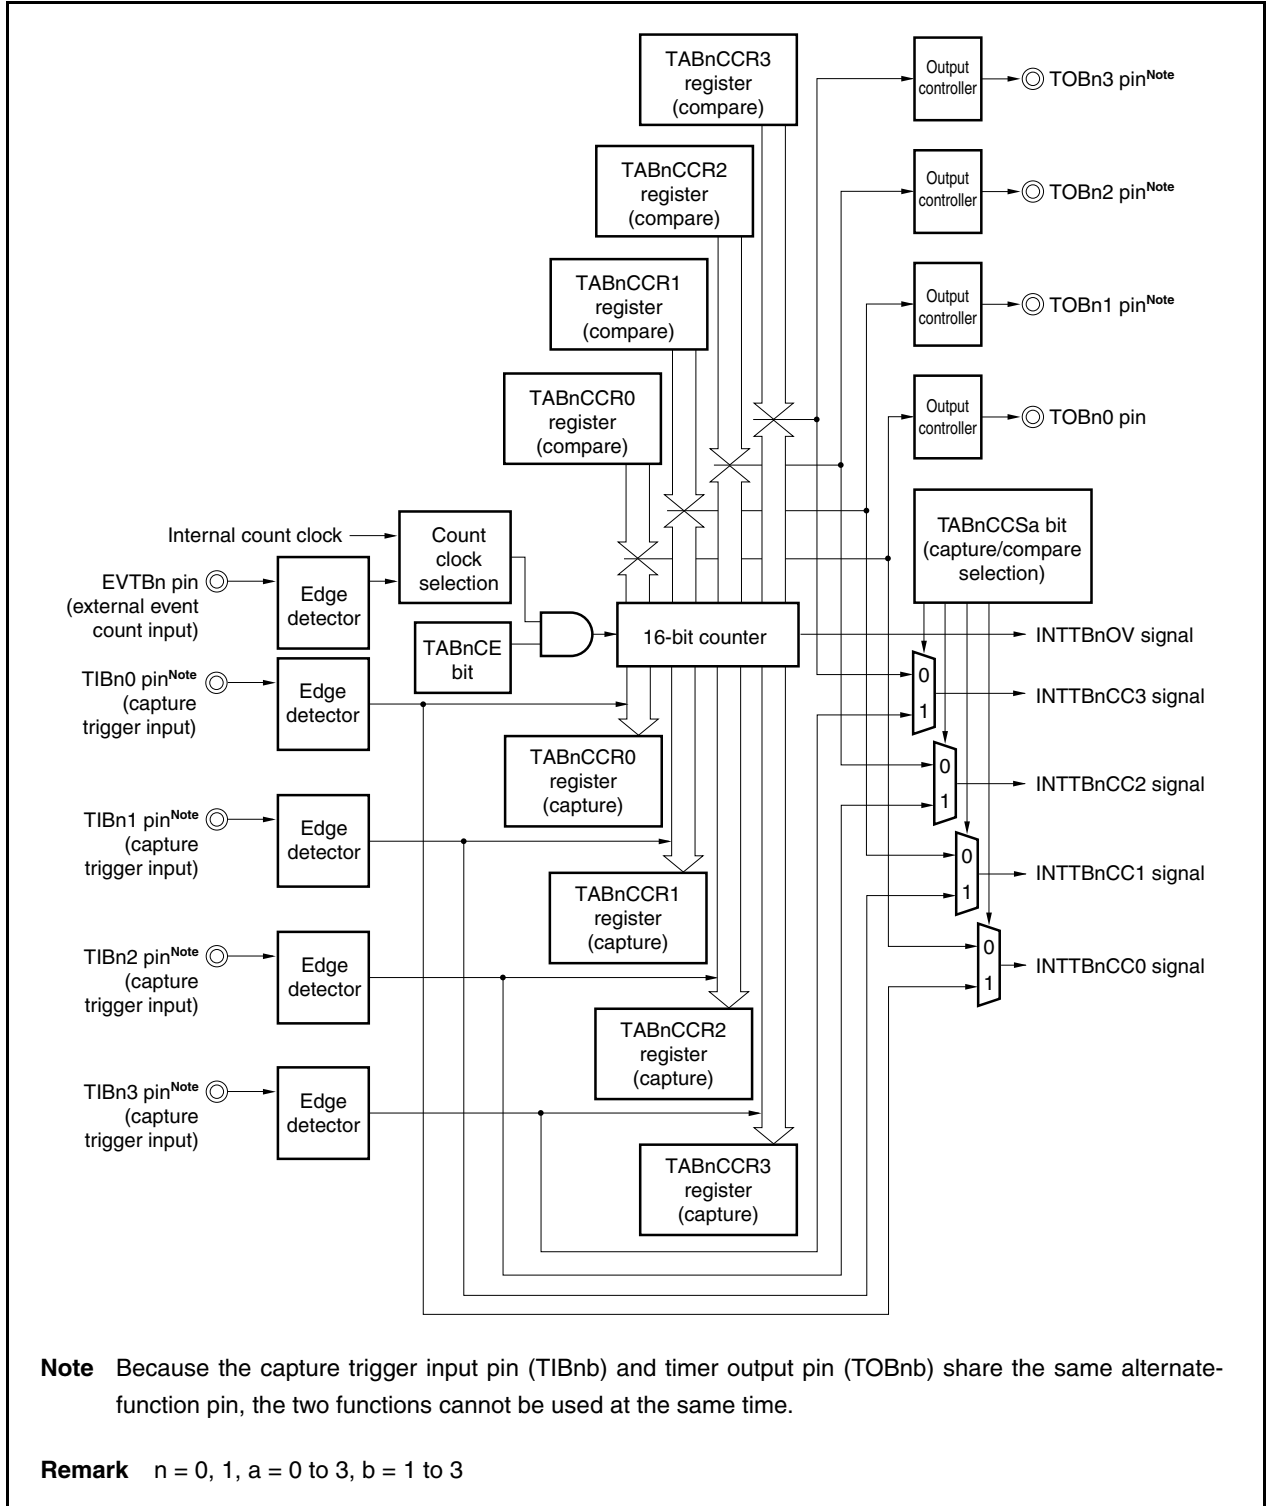 TABnCCR3
register
(compare)
Output
controller
TOBn3 pinNote
TABnCCR2
register
(compare)
Output
controller
TOBn2 pinNote
TABnCCR1
register
(compare)
Output
controller
TOBn1 pinNote
TABnCCR0
register
(compare)
Output
controller
TOBn0 pin
Internal count clock
Count
clock
selection
TABnCCSa bit
(capture/compare
selection)
EVTBn pin
(external event
count input)
Edge
detector
TABnCE
bit
16-bit counter
INTTBnOV signal
TIBn0 pinNote
(capture
trigger input)
Edge
detector
0
1
INTTBnCC3 signal
TABnCCR0
register
(capture)
0
1
INTTBnCC2 signal
TIBn1 pinNote
(capture
trigger input)
Edge
detector
0
1
INTTBnCC1 signal
TABnCCR1
register
(capture)
0
1
INTTBnCC0 signal
TIBn2 pinNote
(capture
trigger input)
Edge
detector
TABnCCR2
register
(capture)
TIBn3 pinNote
(capture
trigger input)
Edge
detector
TABnCCR3
register
(capture)
Note Because the capture trigger input pin (TIBnb) and timer output pin (TOBnb) share the same alternate-
function pin, the two functions cannot be used at the same time.
Remark n = 0, 1, a = 0 to 3, b = 1 to 3